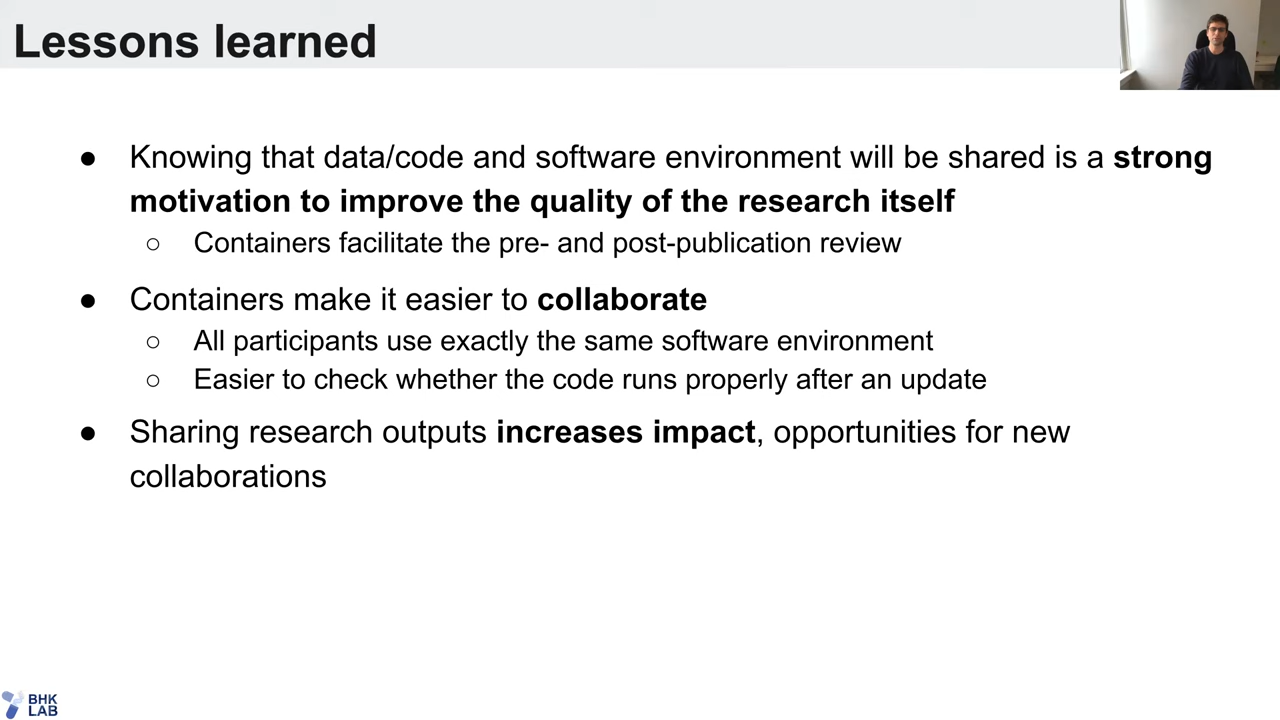 Lessons learned
● Knowing that data/code and software environment will be shared is a strong
motivation to improve the quality of the research itself
○ Containers facilitate the pre- and post-publication review
● Containers make it easier to collaborate
○ All participants use exactly the same software environment
○ Easier to check whether the code runs properly after an update
● Sharing research outputs increases impact, opportunities for new
collaborations
BHK
LAB